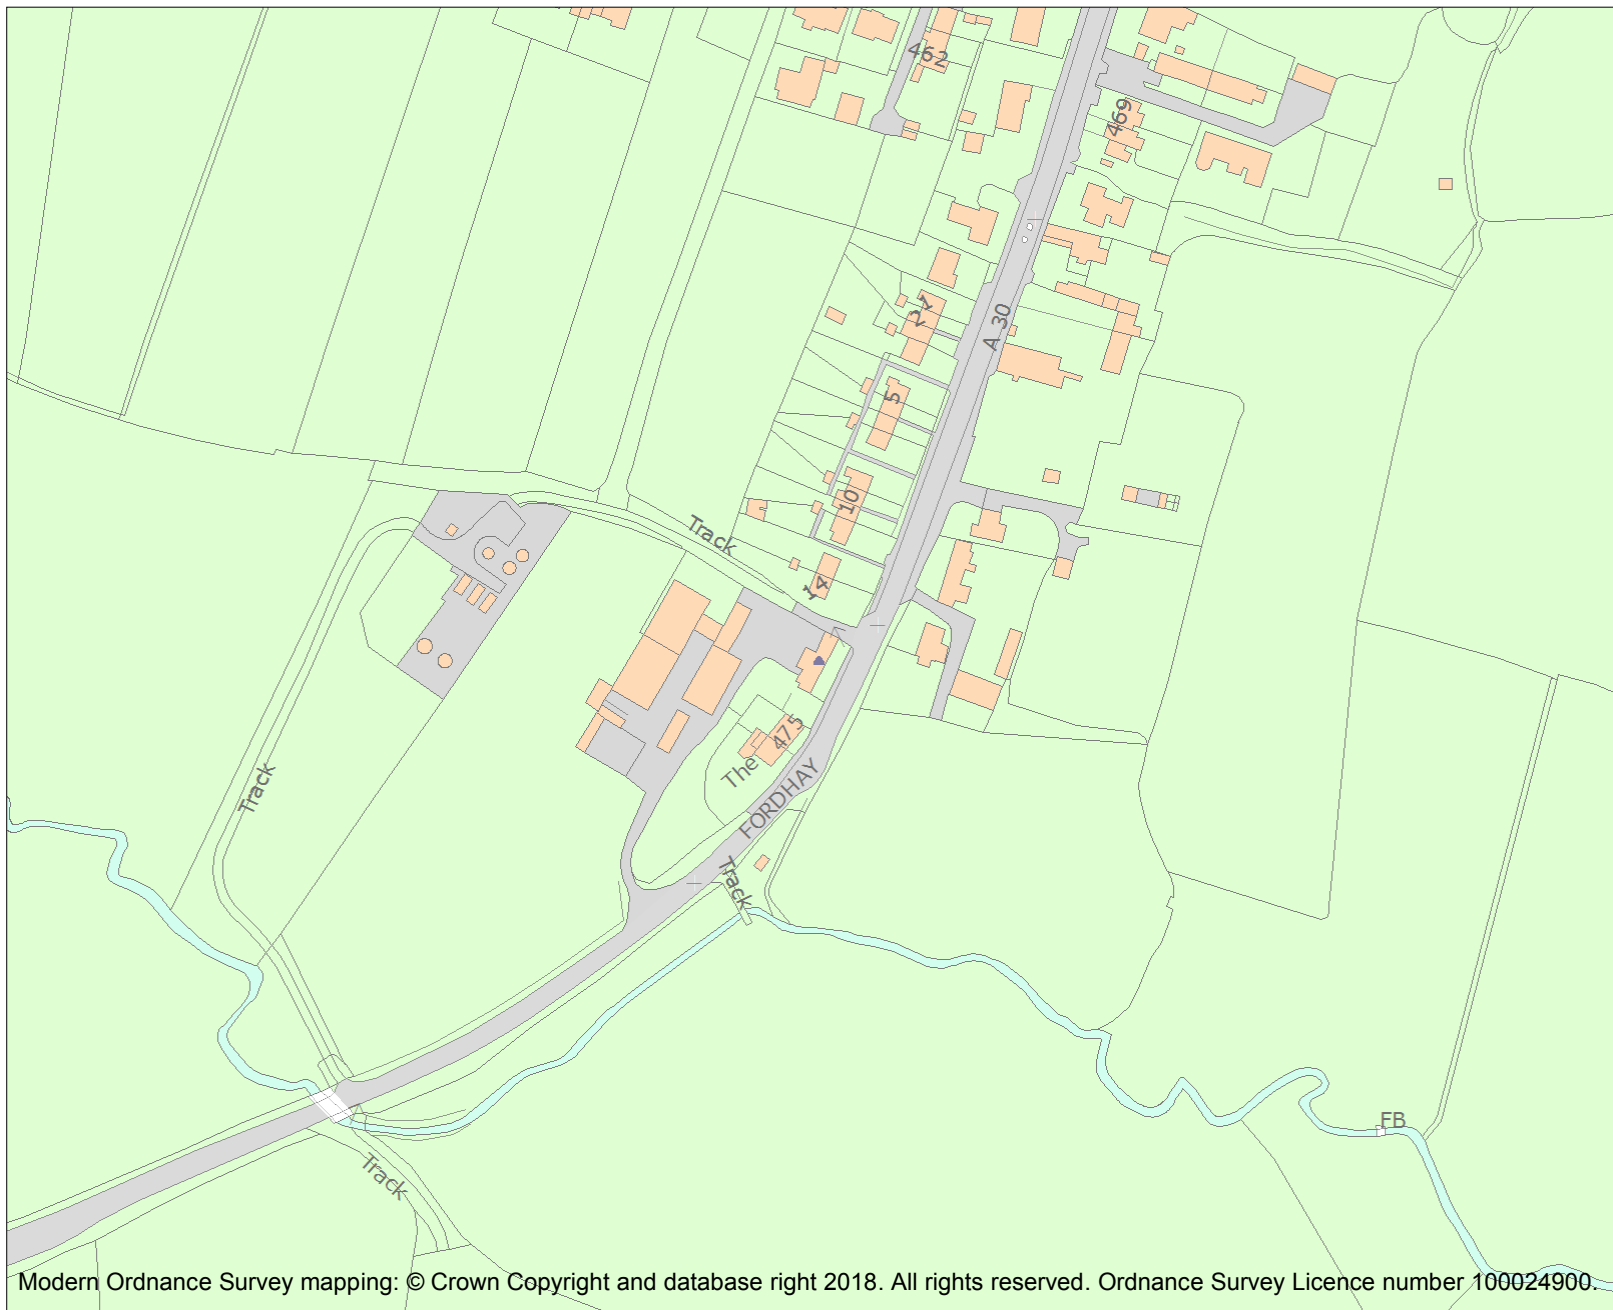 462
469
21
A 30
5
10
Track
14
475
The
FORDHAY
Track
Track
FB
Track
Modern Ordnance Survey mapping: © Crown Copyright and database right 2018. All rights reserved. Ordnance Survey Licence number 100024900.